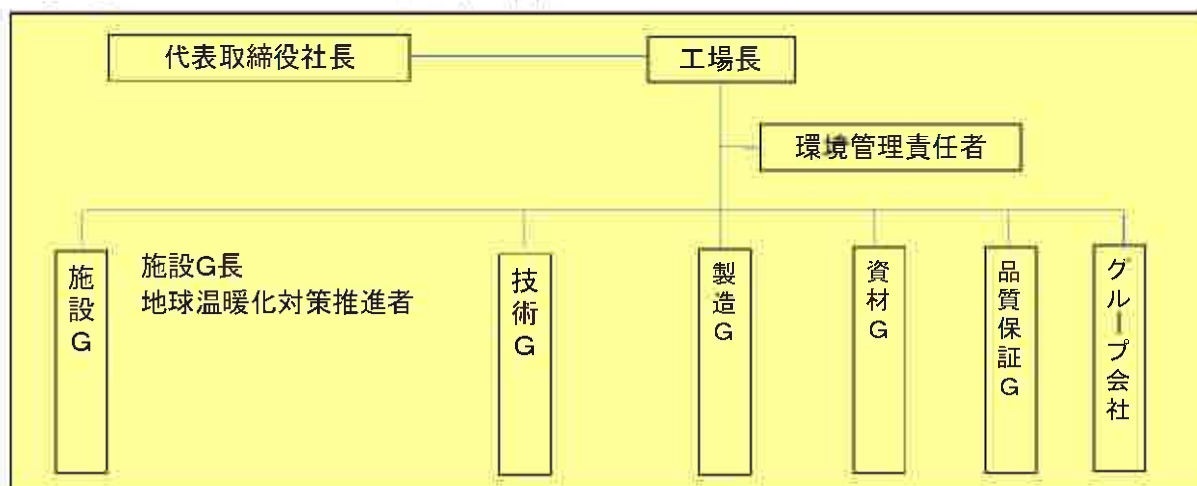 代表取締役社長
工場長
環境管理責任者
施設G
施設G長
地球温暖化対策推進者
技術G
製造G
資材G
品質保証G
グループ会社